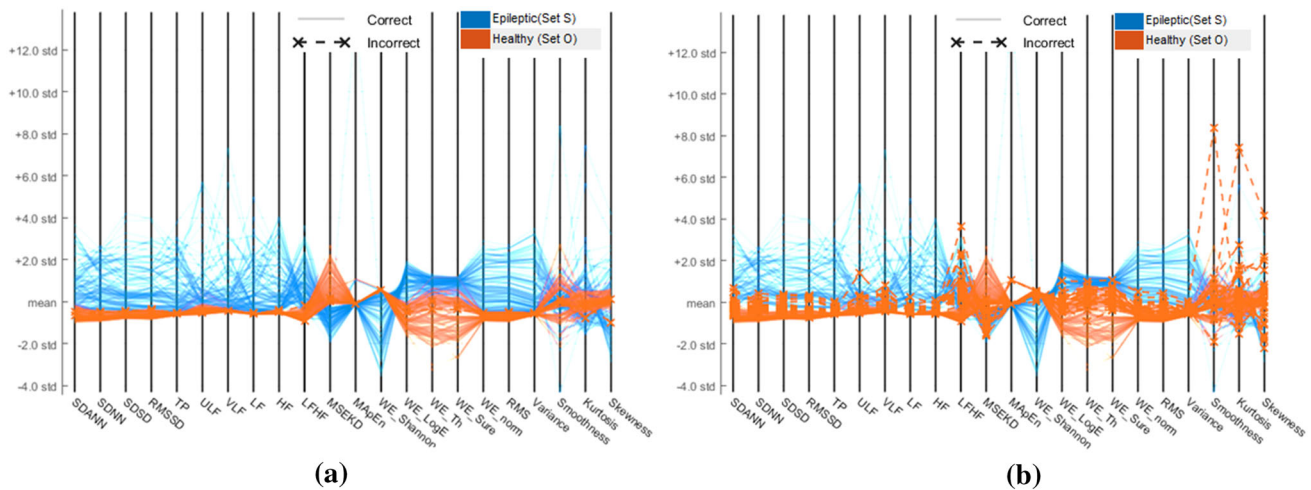 Correct
Incorrect
Epileptic(Set S)
Healthy (Set O)
+12.0 std
+10.0 std
+8.0 std
+6.0 std
+4.0 std
+2.0 std
mean
-2.0 std
-4.0 std
SDANN
SDNN
SDSD
RMSSD
TP
ULF
VLF
LF
HF
LFHF
MSEKD
MApEn
WE_Shannon
WE_LogE
WE_Th
WE_Sure
WE_norm
RMS
Variance
Smoothness
Kurtosis
Skewness
(a)
Correct
Incorrect
Epileptic(Set S)
Healthy (Set O)
+12.0 std
+10.0 std
+8.0 std
+6.0 std
+4.0 std
+2.0 std
mean
-2.0 std
-4.0 std
SDANN
SDNN
SDSD
RMSSD
TP
ULF
VLF
LF
HF
LFHF
MSEKD
MApEn
WE_Shannon
WE_LogE
WE_Th
WE_Sure
WE_norm
RMS
Variance
Smoothness
Kurtosis
Skewness
(b)